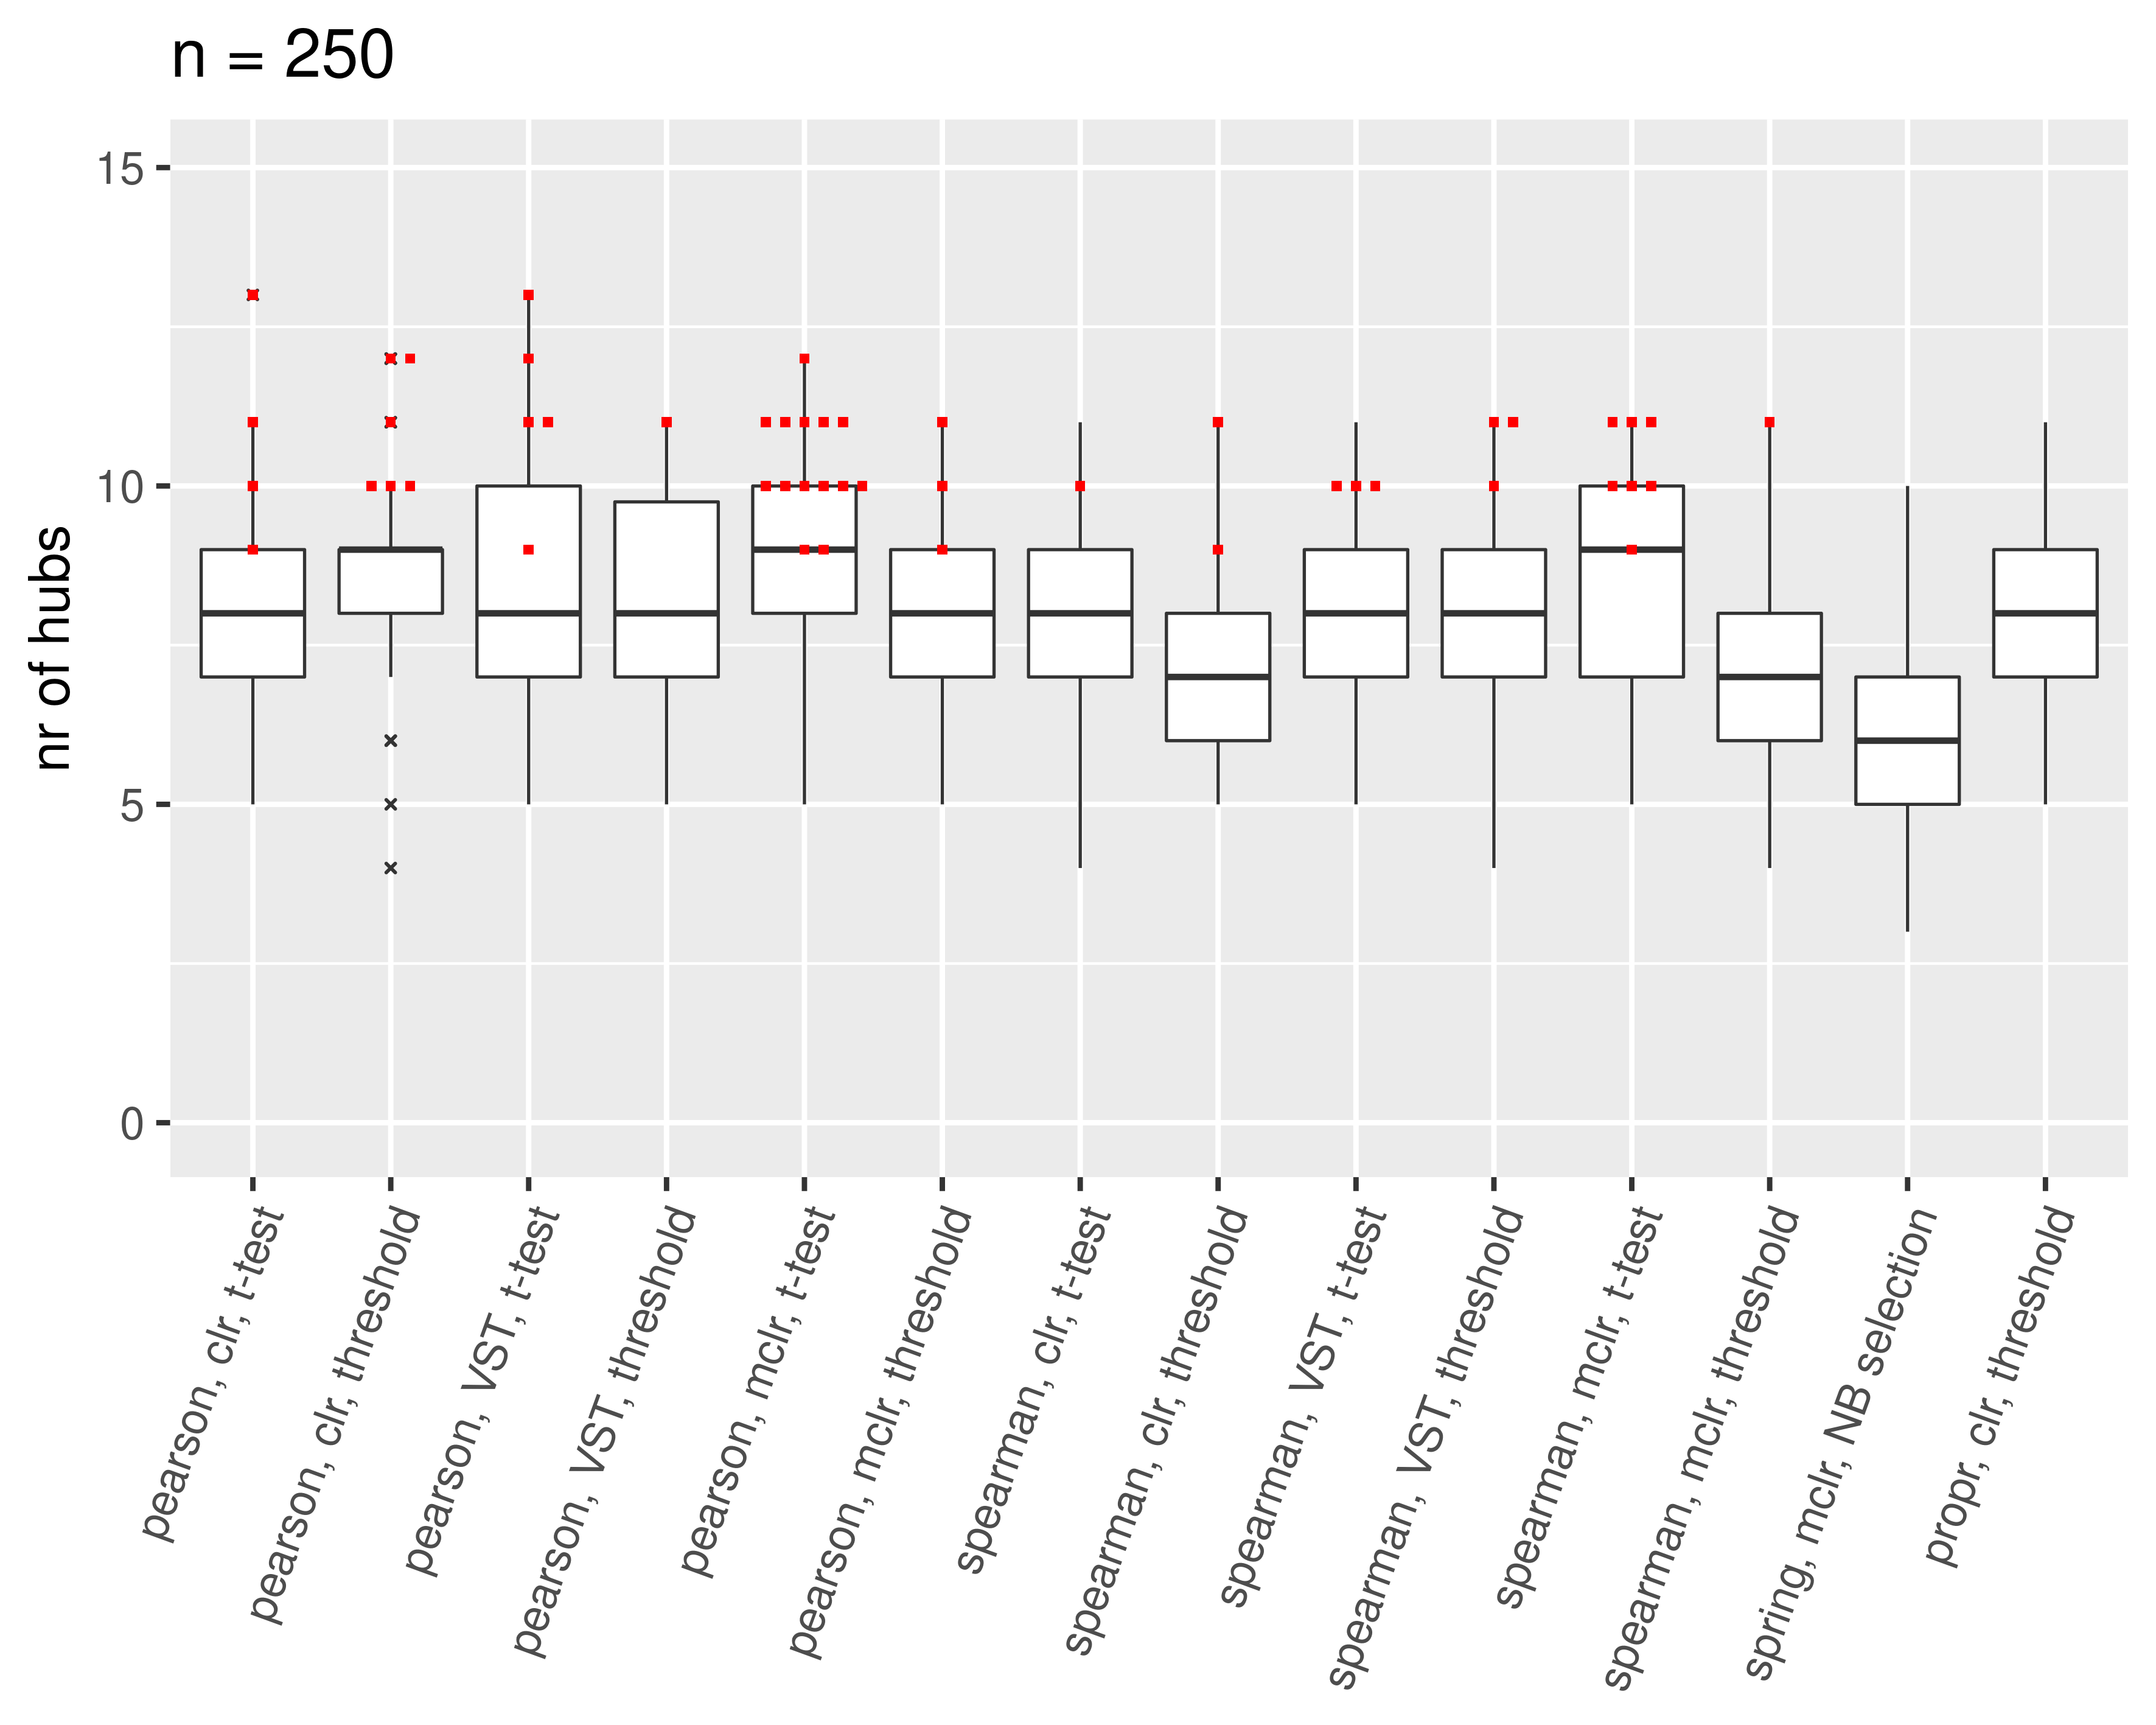 n = 250
nr of hubs
15
10
5
0
pearson, clr, t-test
pearson, clr, threshold
pearson, VST, t-test
pearson, VST, threshold
pearson, mclr, t-test
pearson, mclr, threshold
spearman, clr, t-test
spearman, clr, threshold
spearman, VST, t-test
spearman, VST, threshold
spearman, mclr, t-test
spearman, mclr, threshold
spring, mclr, NB selection
propr, clr, threshold